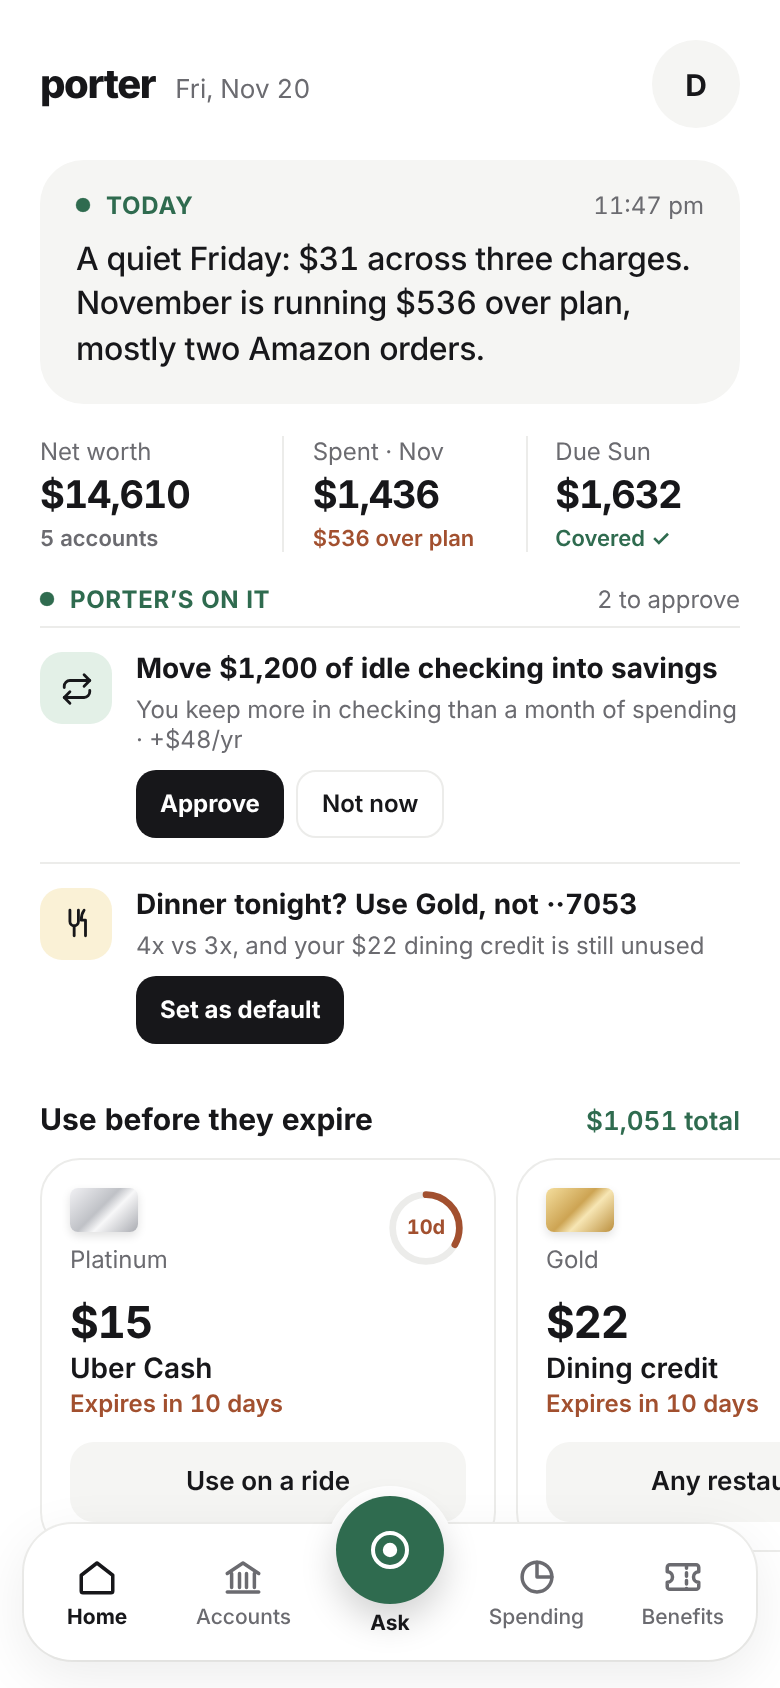 porter Fri, Nov 20
D
TODAY 11:47 pm
A quiet Friday: $31 across three charges.
November is running $536 over plan,
mostly two Amazon orders.
Net worth Spent · Nov Due Sun
$14,610 $1,436 $1,632
5 accounts $536 over plan Covered ✓
PORTER’S ON IT 2 to approve
Move $1,200 of idle checking into savings
You keep more in checking than a month of spending
· +$48/yr
Approve Not now
Dinner tonight? Use Gold, not ··7053
4x vs 3x, and your $22 dining credit is still unused
Set as default
Use before they expire $1,051 total
10d
Platinum Gold
$15 $22
Uber Cash Dining credit
Expires in 10 days Expires in 10 days
Use on a ride Any restau
Home Accounts Ask Spending Benefits